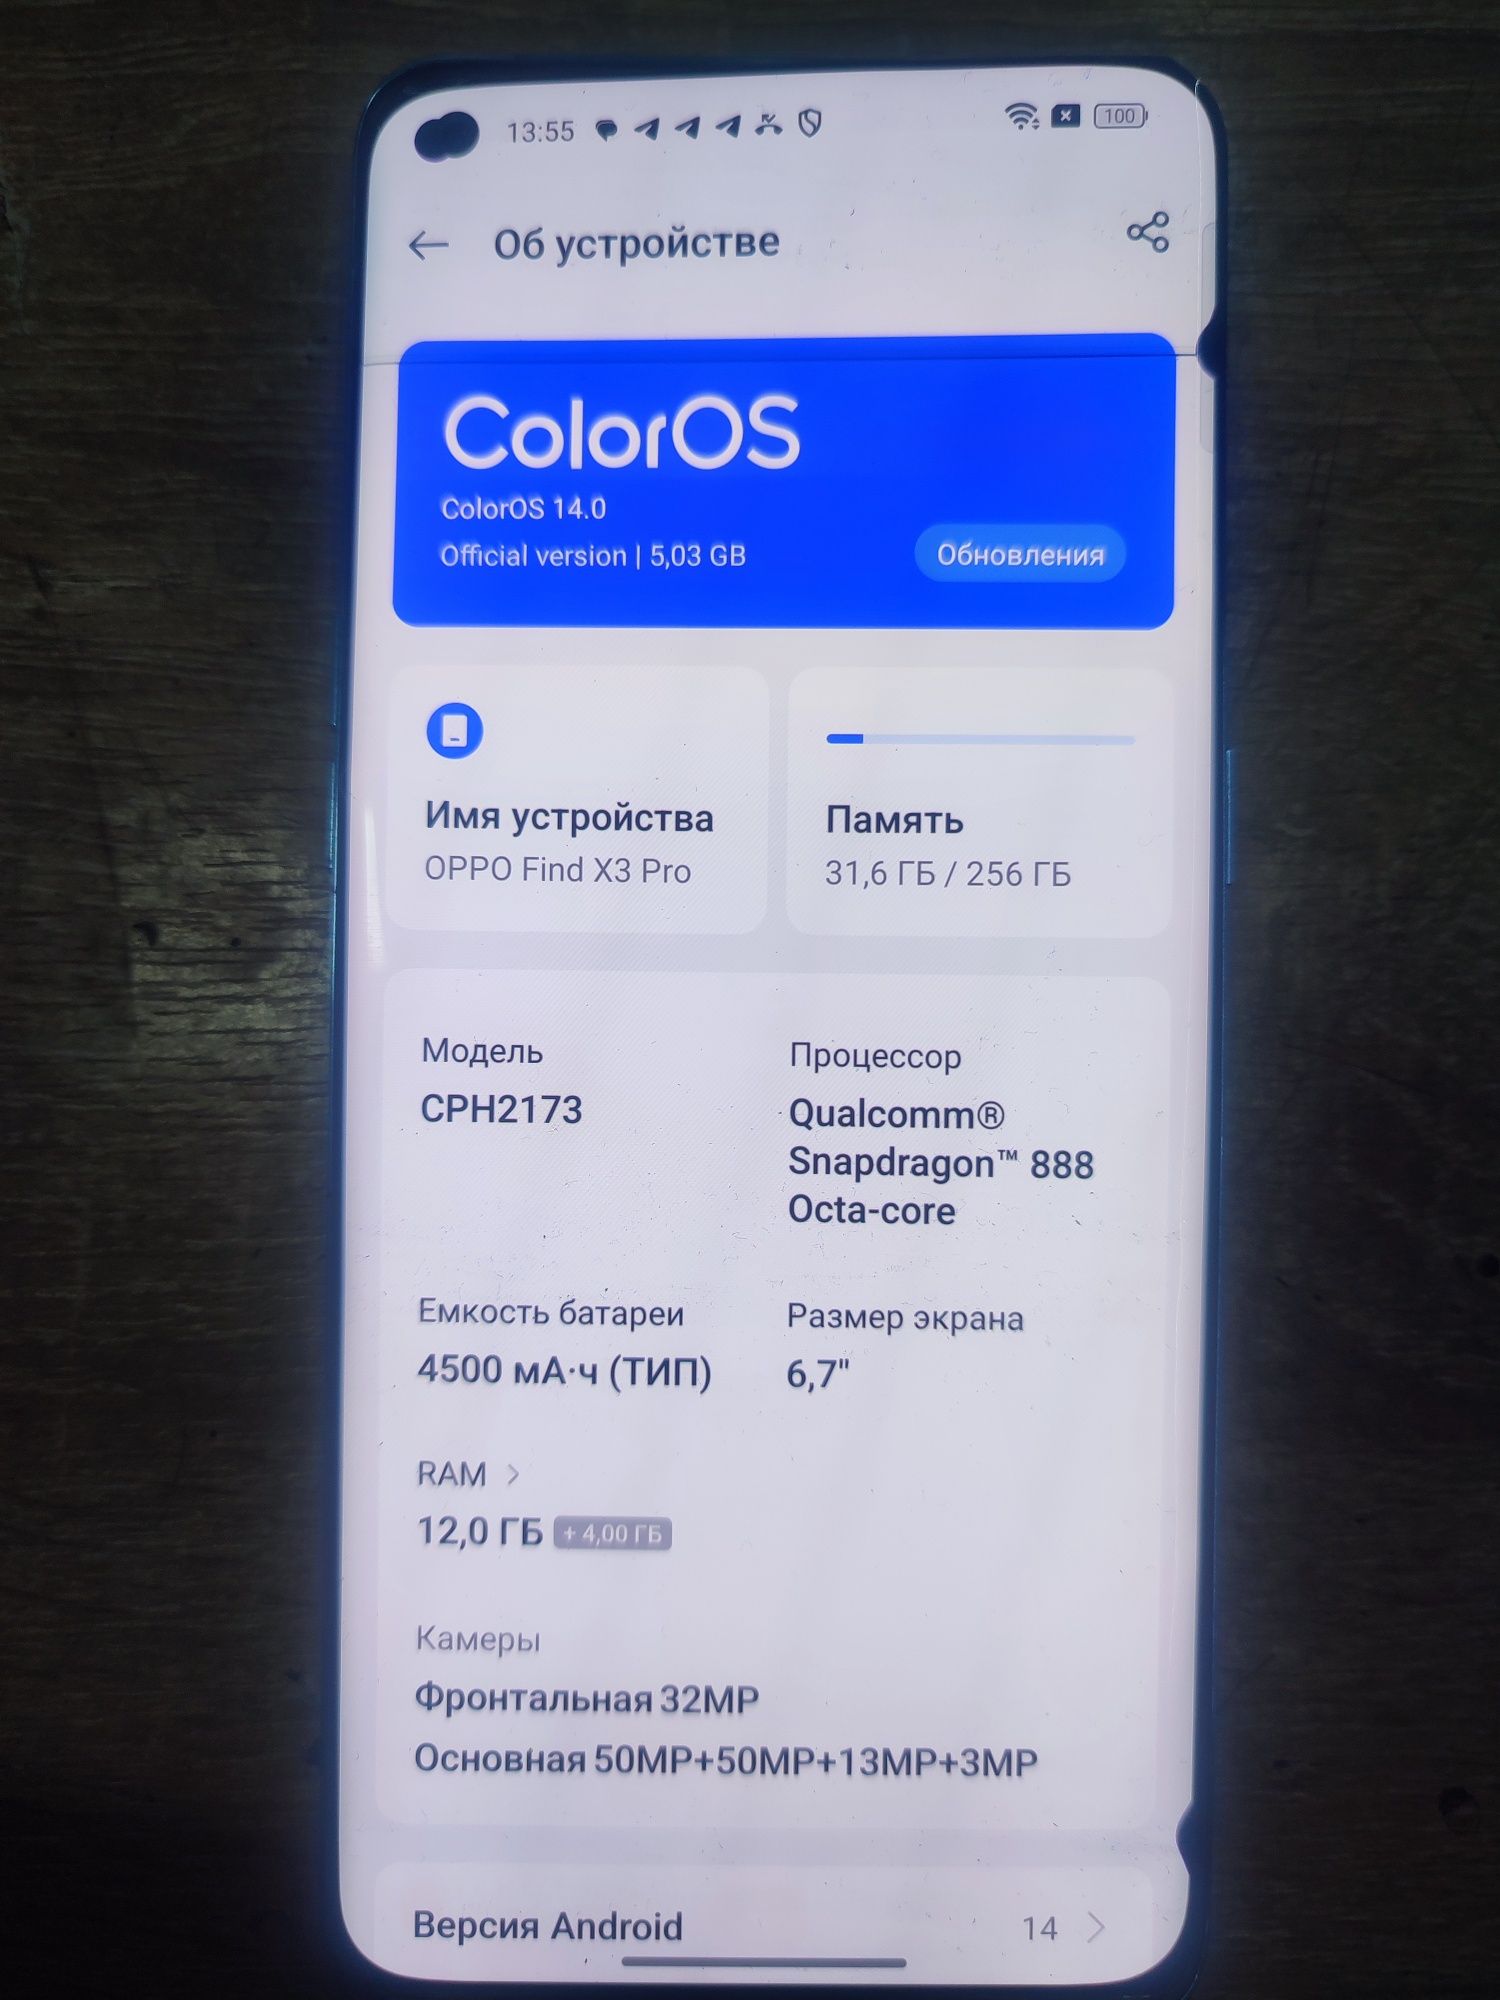 13:55
100
Об устройстве
ColorOS
ColorOS 14.0
Official version | 5,03 GB
Обновления
Имя устройства
OPPO Find X3 Pro
Память
31,6 ГБ / 256 ГБ
Модель
CPH2173
Процессор
Qualcomm®
Snapdragon™ 888
Octa-core
Емкость батареи
4500 мА·ч (ТИП)
Размер экрана
6,7"
RAM >
12,0 ГБ + 4,00 ГБ
Камеры
Фронтальная 32MP
Основная 50MP+50MP+13MP+3MP
Версия Android
14 >